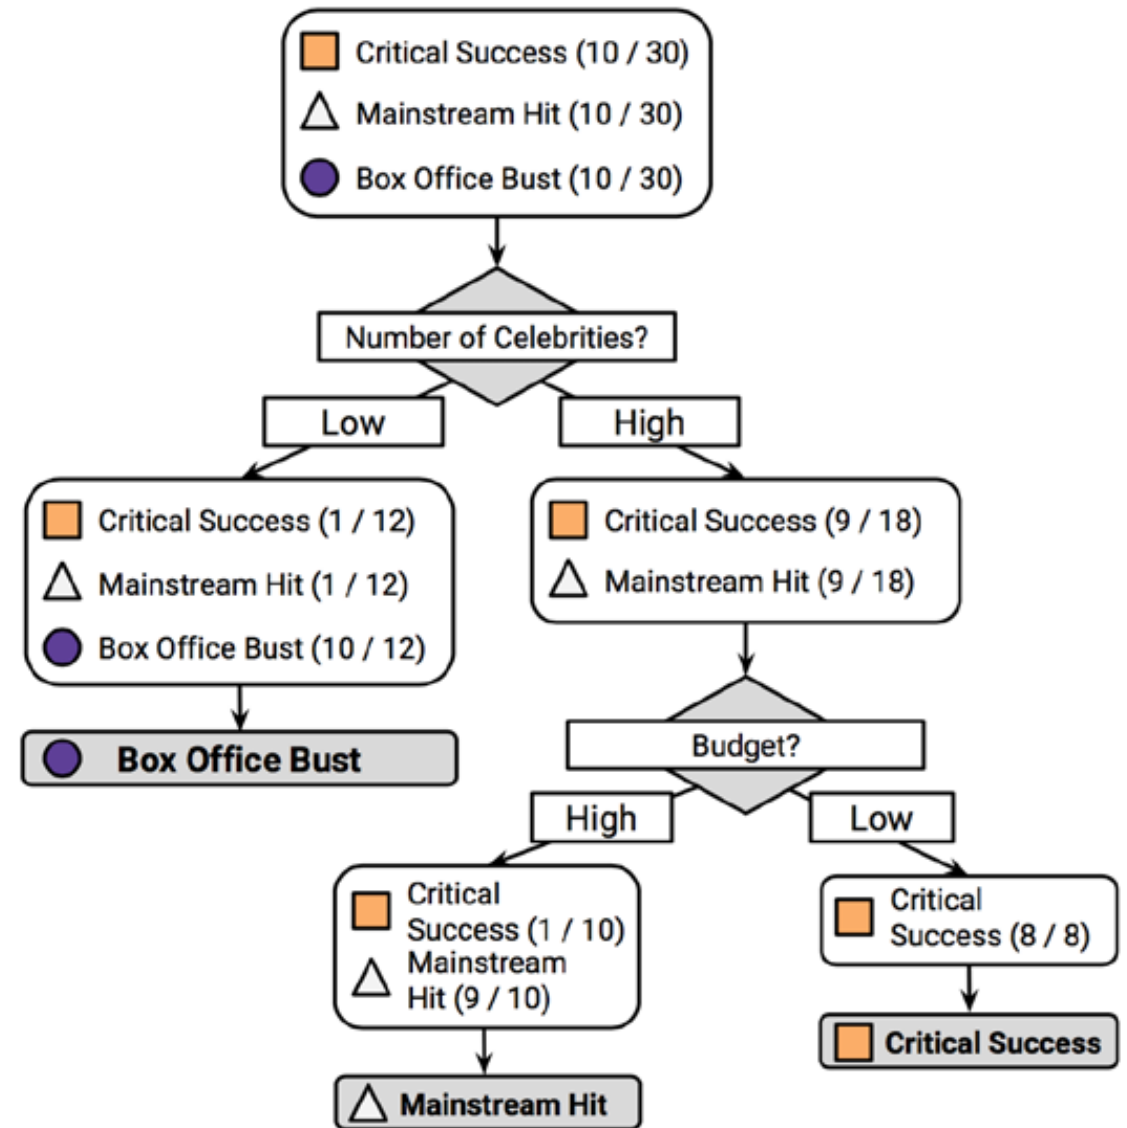 Critical Success (10 / 30)
Mainstream Hit (10 / 30)
Box Office Bust (10 / 30)
Number of Celebrities?
Low
High
Critical Success (1 / 12)
Mainstream Hit (1 / 12)
Box Office Bust (10 / 12)
Box Office Bust
Critical Success (9 / 18)
Mainstream Hit (9 / 18)
Budget?
High
Low
Critical
Success (1 / 10)
Mainstream
Hit (9 / 10)
Mainstream Hit
Critical
Success (8 / 8)
Critical Success